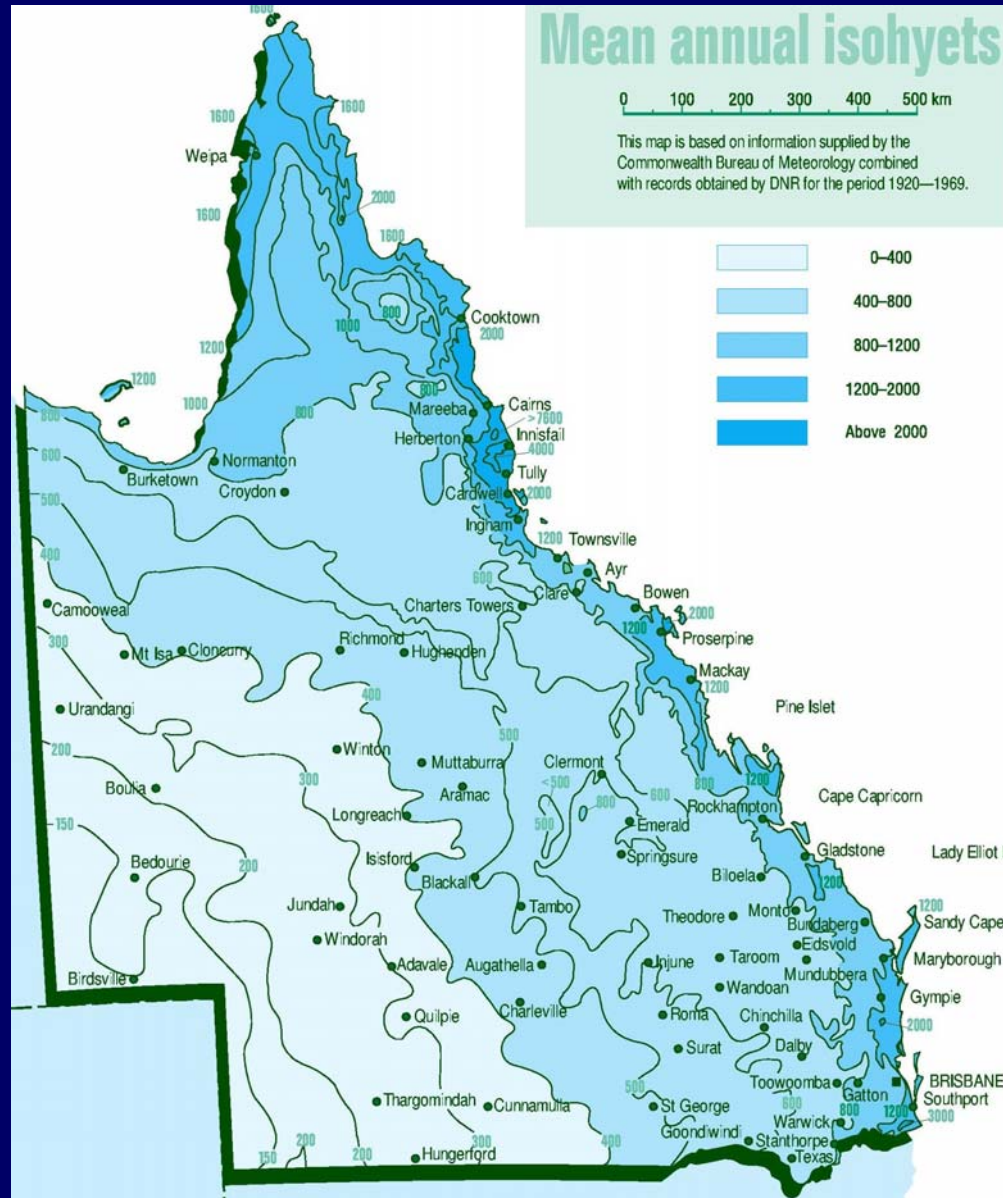 Mean annual isohyets
0 100 200 300 400 500 km
This map is based on information supplied by the
Commonwealth Bureau of Meteorology combined
with records obtained by DNR for the period 1920—1969.
0–400
400–800
800–1200
1200–2000
Above 2000
1600
1600
1600
Weipa
2000
1600
1600
800
1000
Cooktown
2000
1200
1200
1000
800
800
800
Mareeba
Cairns
>7600
Herberton
Innisfail
4000
600
Normanton
Burketown
Tully
500
Croydon
Cardwell
2000
Ingham
1200
Townsville
400
600
Ayr
Clare
Camooweal
Charters Towers
Bowen
2000
300
1200
Proserpine
Mt Isa
Cloncurry
Richmond
Hughenden
Mackay
1200
400
Urandangi
Pine Islet
200
Winton
500
Muttaburra
Clermont
300
<500
600
800
1200
Boulia
Aramac
Cape Capricorn
Rockhampton
Longreach
800
500
Emerald
150
Isisford
Springsure
Gladstone
Lady Elliot
Bedourie
200
Blackall
Biloela
1200
Jundah
Tambo
Theodore
Monto
1200
Bundaberg
Sandy Cape
Windorah
Eidsvold
Adavale
Augathella
Injune
Taroom
Mundubbera
Maryborough
Birdsville
Wandoan
Gympie
Charleville
Quilpie
Roma
Chinchilla
2000
Surat
Dalby
500
Toowoomba
BRISBANE
Gatton
Southport
Thargomindah
Cunnamulla
St George
600
800
1200
3000
Warwick
Goondiwindi
Stanthorpe
150
200
200
300
400
Hungerford
Texas